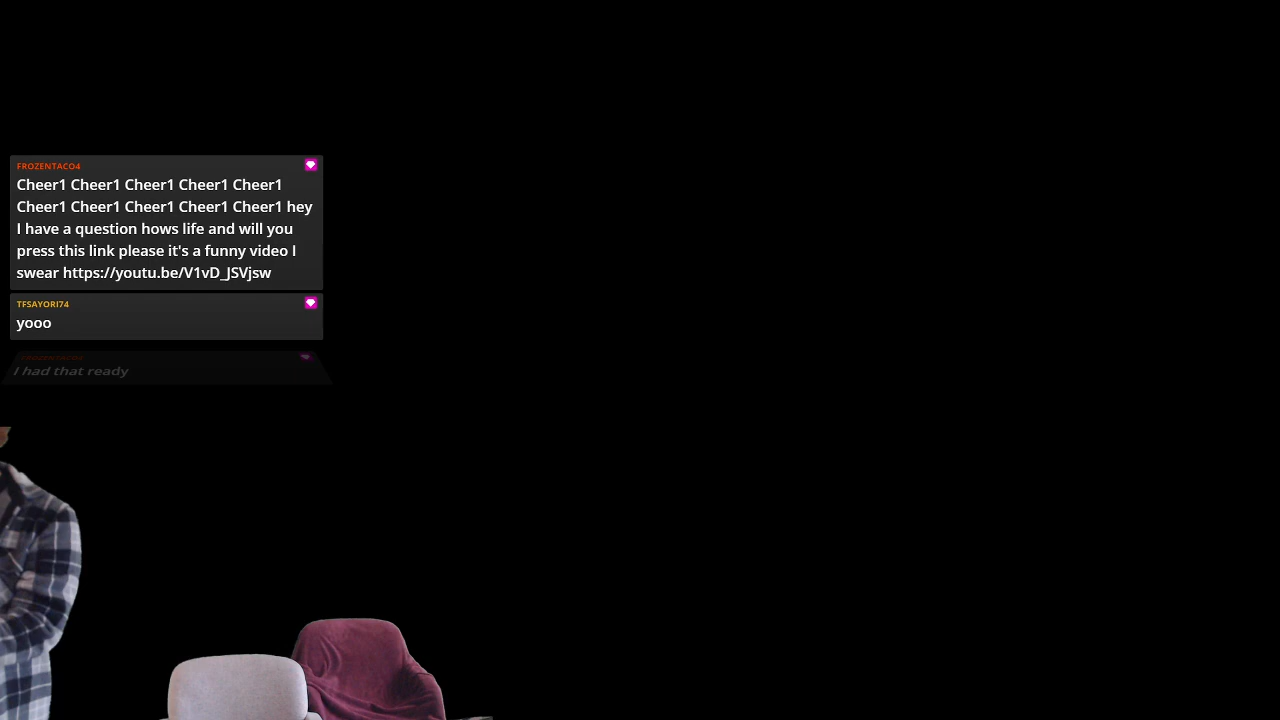 FROZENTACO4
Cheer1 Cheer1 Cheer1 Cheer1 Cheer1
Cheer1 Cheer1 Cheer1 Cheer1 Cheer1 hey
I have a question hows life and will you
press this link please it's a funny video I
swear https://youtu.be/V1vD_JSVjsw
TFSAYORI74
yooo
FROZENTACO4
I had that ready